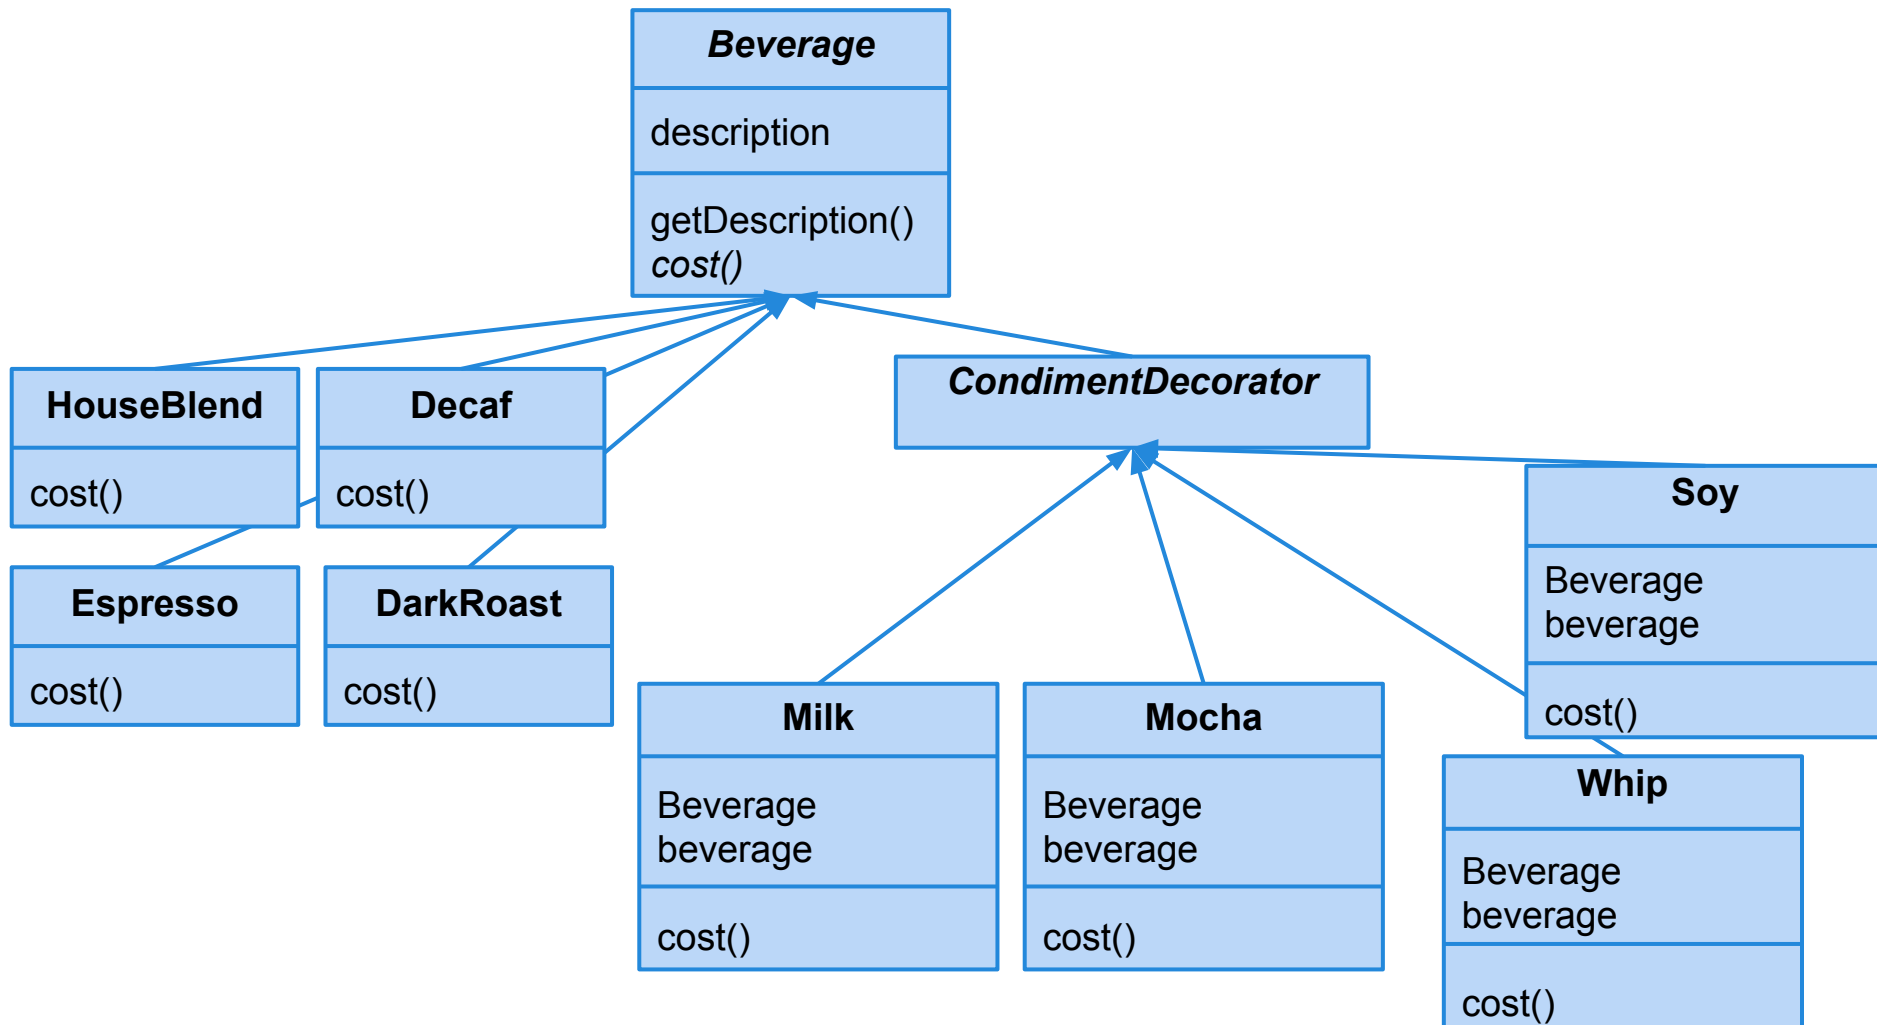 Beverage
description
getDescription()
cost()
HouseBlend
cost()
Decaf
cost()
CondimentDecorator
Espresso
cost()
DarkRoast
cost()
Soy
Beverage
beverage
cost()
Milk
Beverage
beverage
cost()
Mocha
Beverage
beverage
cost()
Whip
Beverage
beverage
cost()